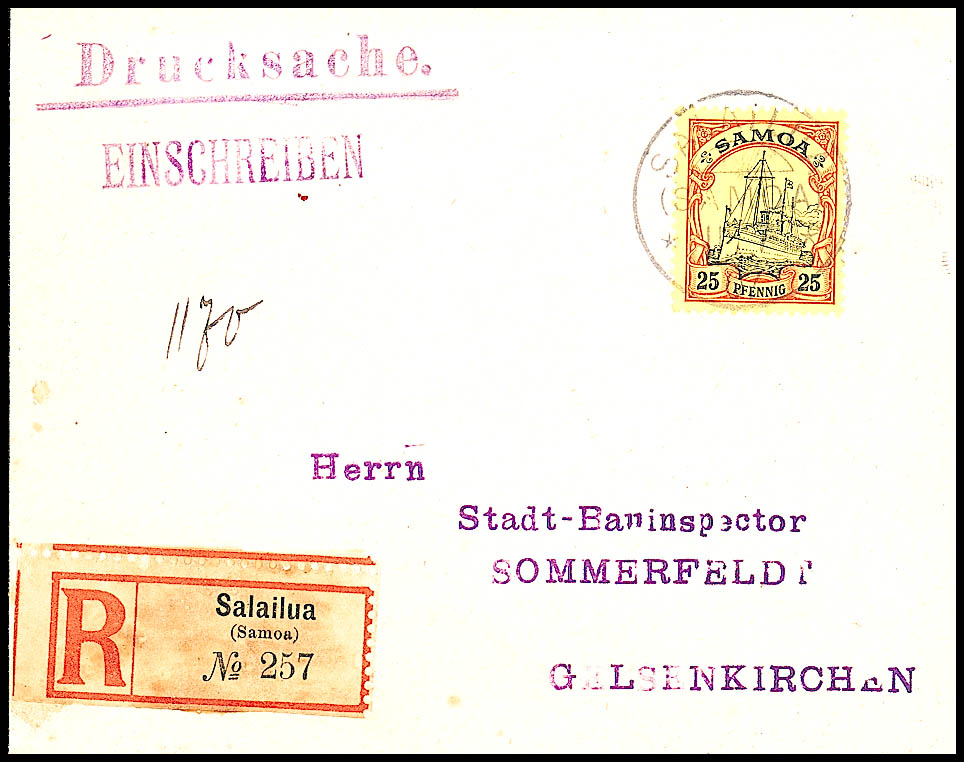 Drucksache.
EINSCHREIBEN
SAMOA
25 PFENNIG 25
1170
Herrn
Stadt-Bauinspector
SOMMERFELDT
GELSENKIRCHEN
R
Salailua
(Samoa)
№ 257